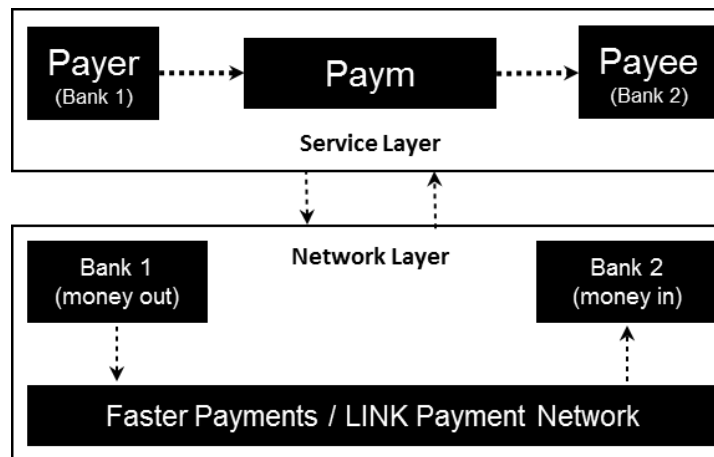 Payer
(Bank 1)
Paym
Payee
(Bank 2)
Service Layer
Network Layer
Bank 1
(money out)
Bank 2
(money in)
Faster Payments / LINK Payment Network